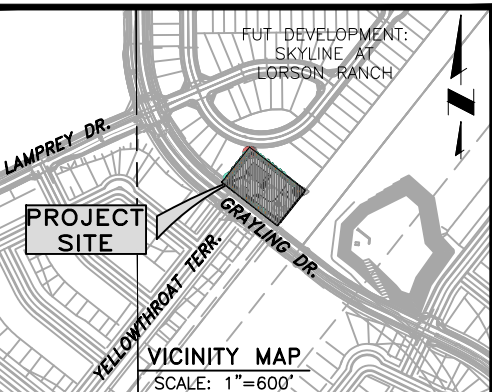 FUT DEVELOPMENT:
SKYLINE AT
LORSON RANCH
LAMPREY DR.
PROJECT
SITE
GRAYLING DR.
YELLOWTHROAT TERR.
VICINITY MAP
SCALE: 1"=600'